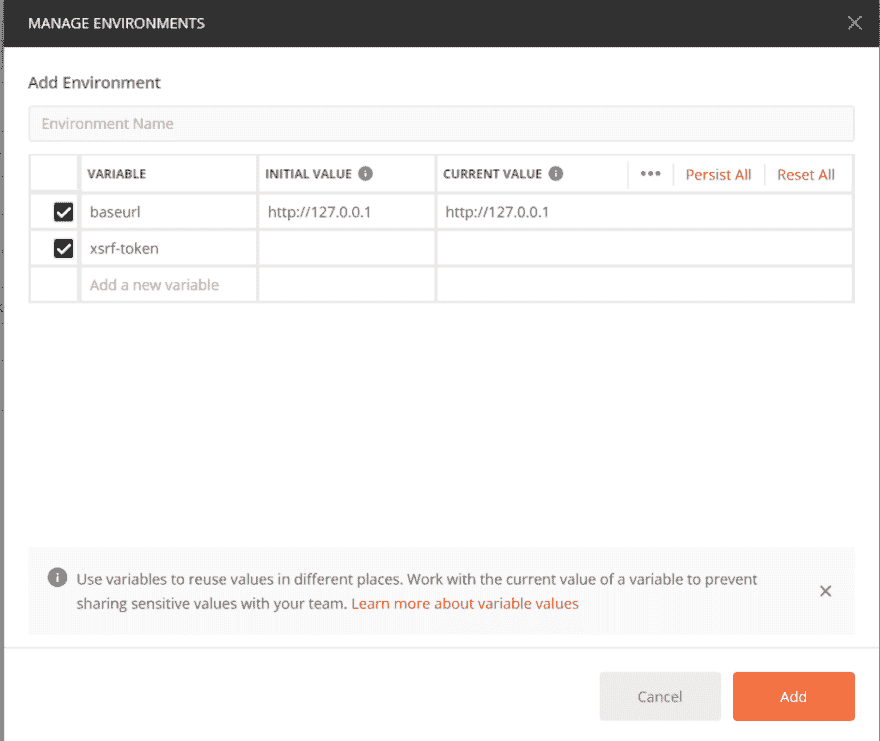 MANAGE ENVIRONMENTS
Add Environment
Environment Name
VARIABLE INITIAL VALUE CURRENT VALUE ••• Persist All Reset All
baseurl http://127.0.0.1 http://127.0.0.1
xsrf-token
Add a new variable
Use variables to reuse values in different places. Work with the current value of a variable to prevent
sharing sensitive values with your team. Learn more about variable values
Cancel Add